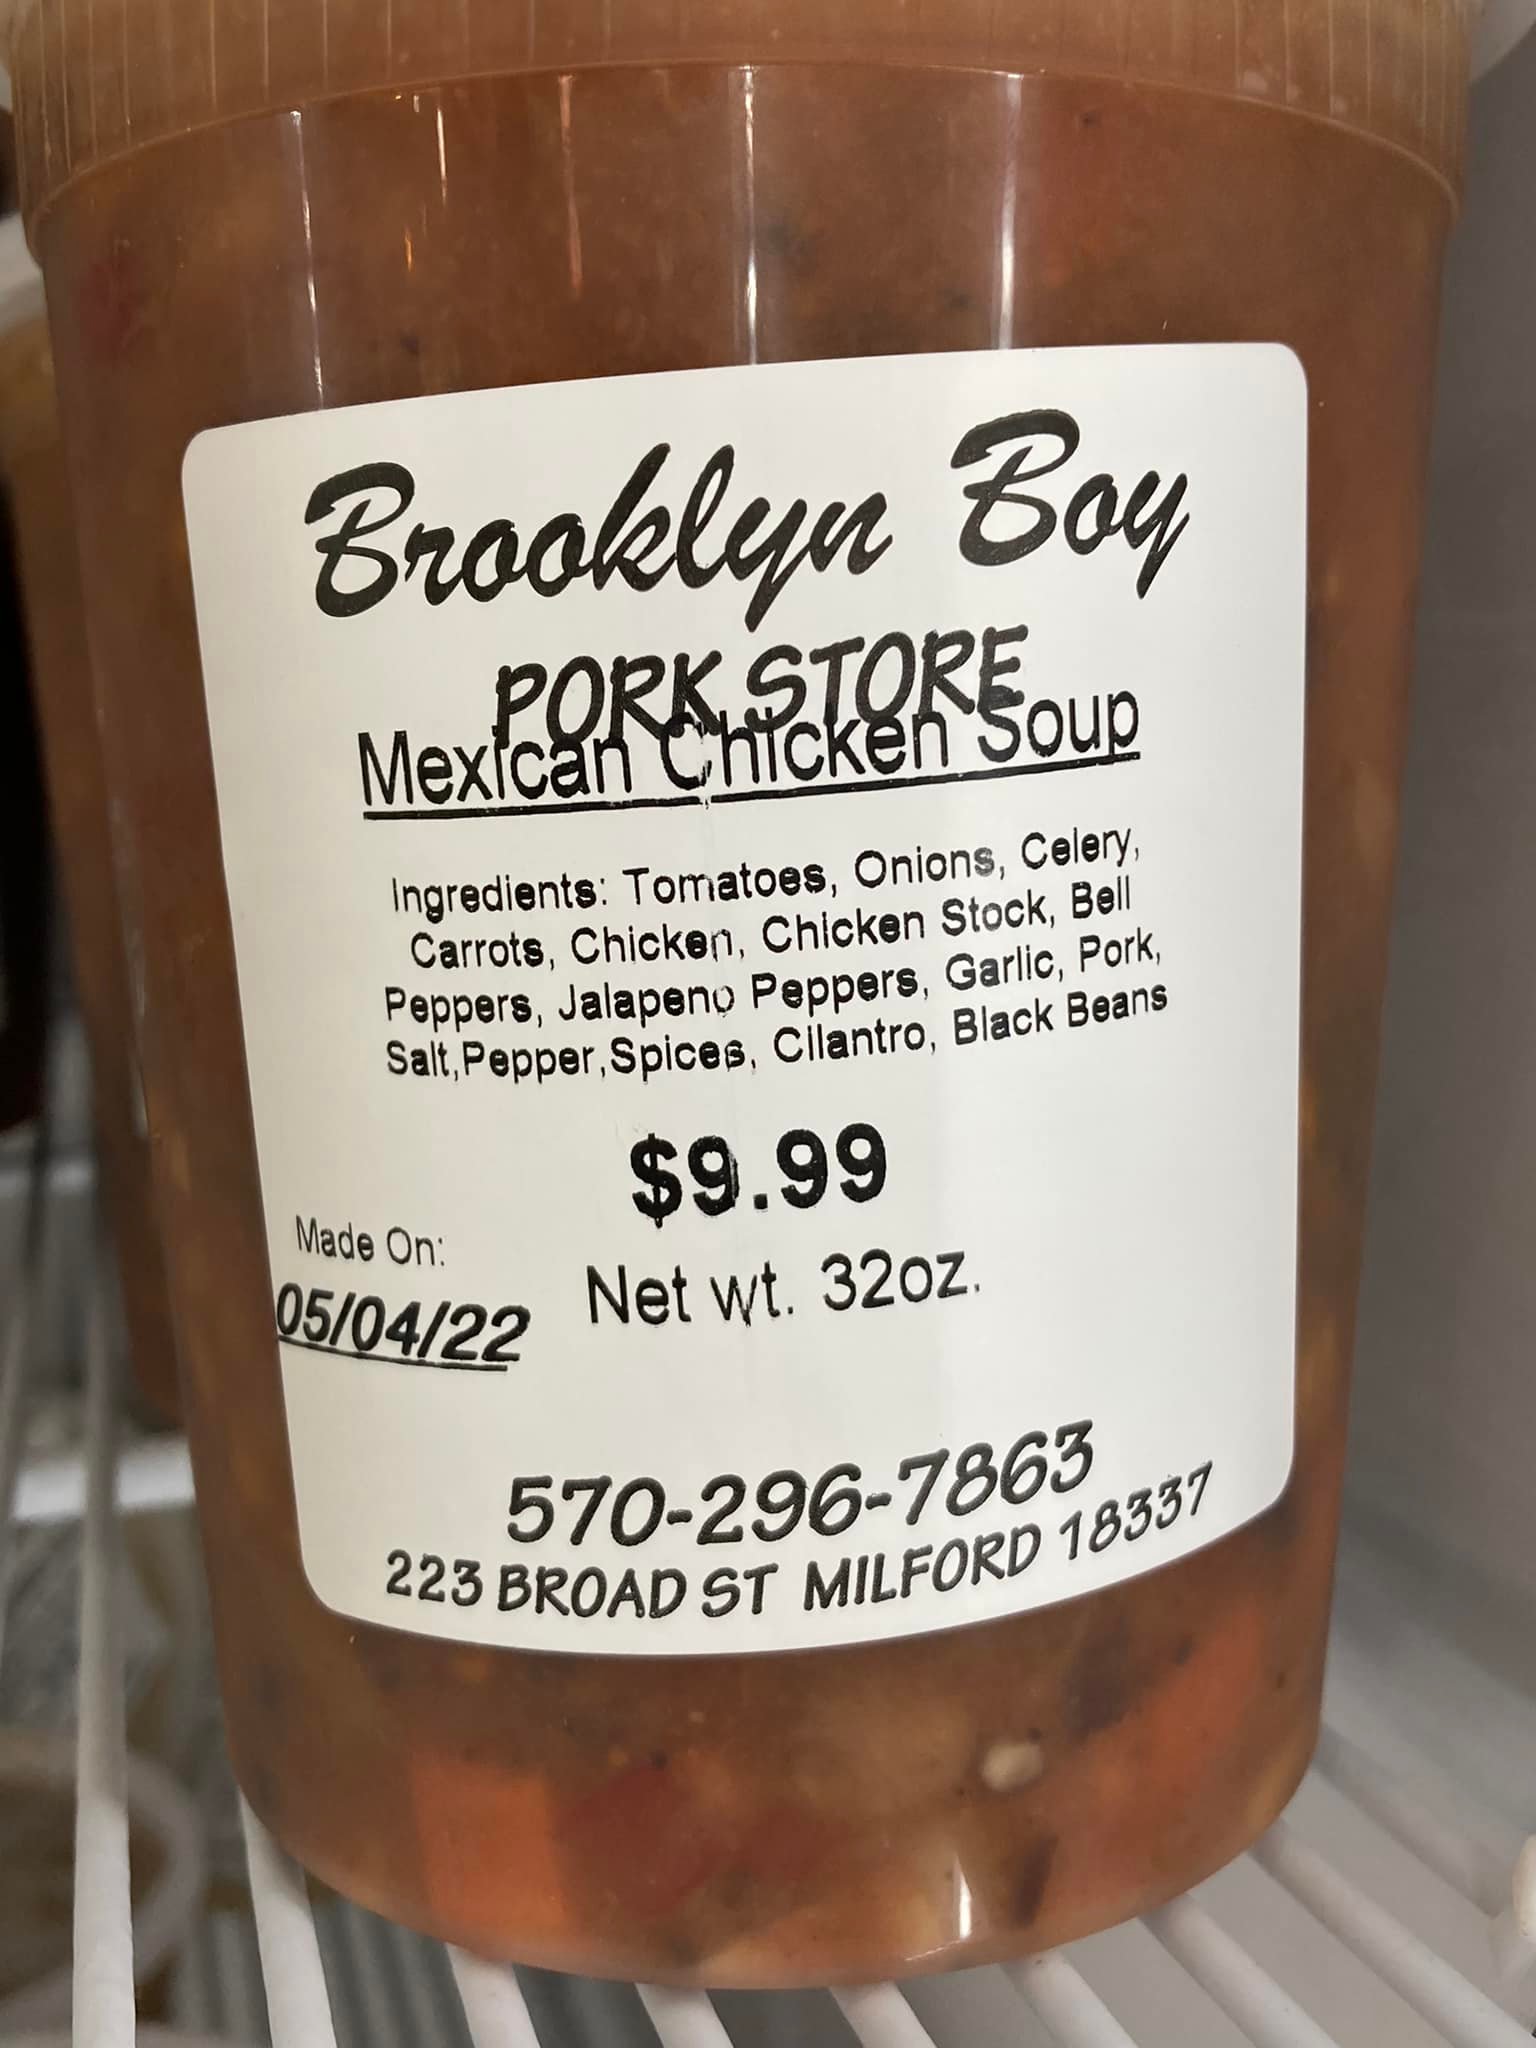 Brooklyn Boy
PORK STORE
Mexican Chicken Soup
Ingredients: Tomatoes, Onions, Celery,
Carrots, Chicken, Chicken Stock, Bell
Peppers, Jalapeno Peppers, Garlic, Pork,
Salt,Pepper,Spices, Cilantro, Black Beans
$9.99
Made On:
05/04/22
Net wt. 32oz.
570-296-7863
223 BROAD ST MILFORD 18337